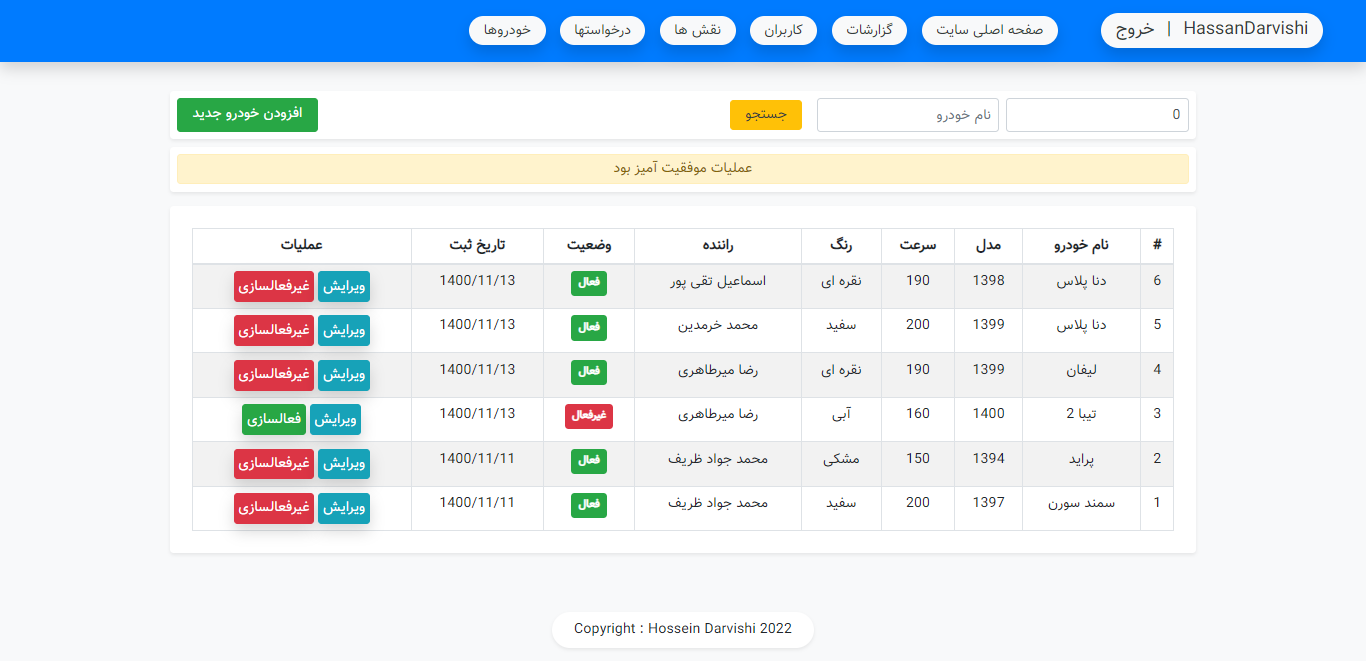 HassanDarvishi | خروج
صفحه اصلی سایت
گزارشات
کاربران
نقش ها
درخواستها
خودروها
0
نام خودرو
جستجو
افزودن خودرو جدید
عملیات موفقیت آمیز بود
# نام خودرو مدل سرعت رنگ راننده وضعیت تاریخ ثبت عملیات
6 دنا پلاس 1398 190 نقره ای اسماعیل تقی پور فعال 1400/11/13 ویرایش غیرفعالسازی
5 دنا پلاس 1399 200 سفید محمد خرمدین فعال 1400/11/13 ویرایش غیرفعالسازی
4 لیفان 1399 190 نقره ای رضا میرطاهری فعال 1400/11/13 ویرایش غیرفعالسازی
3 تیبا 2 1400 160 آبی رضا میرطاهری غیرفعال 1400/11/13 ویرایش فعالسازی
2 پراید 1394 150 مشکی محمد جواد ظریف فعال 1400/11/11 ویرایش غیرفعالسازی
1 سمند سورن 1397 200 سفید محمد جواد ظریف فعال 1400/11/11 ویرایش غیرفعالسازی
Copyright : Hossein Darvishi 2022